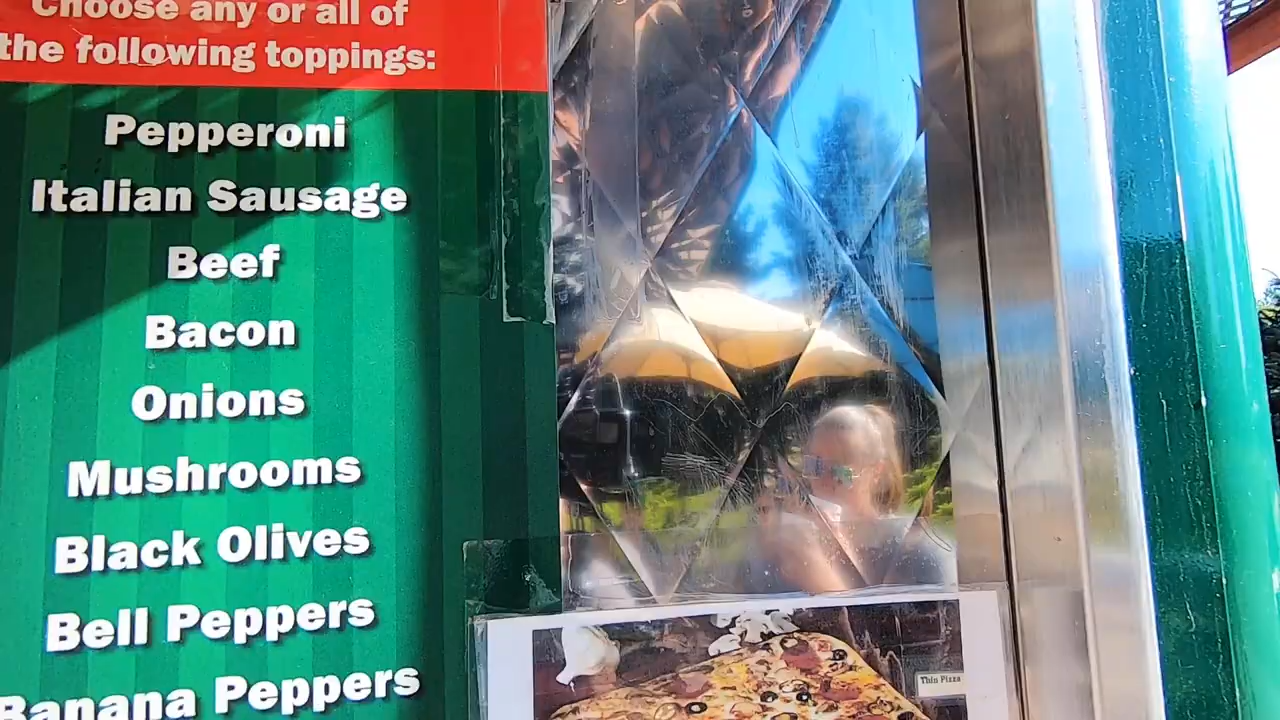 Choose any or all of
the following toppings:
Pepperoni
Italian Sausage
Beef
Bacon
Onions
Mushrooms
Black Olives
Bell Peppers
Banana Peppers
Thin Pizza